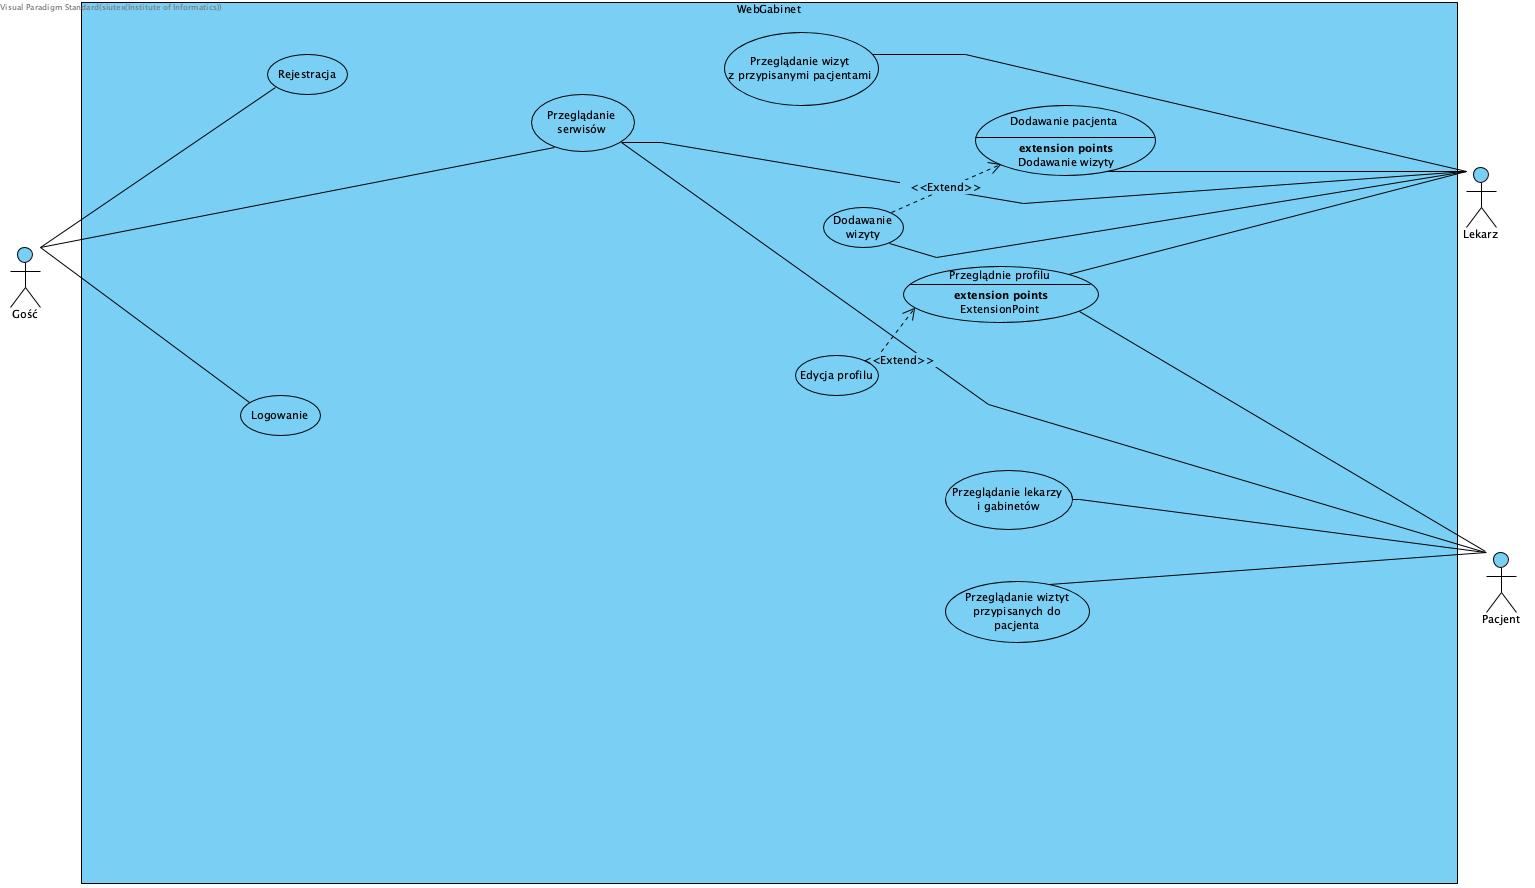 Visual Paradigm Standard(siutex(Institute of Informatics))
WebGabinet
Rejestracja
Przeglądanie
serwisów
Przeglądanie wizyt
z przypisanymi pacjentami
Dodawanie pacjenta
extension points
Dodawanie wizyty
<<Extend>>
Dodawanie
wizyty
Lekarz
Przeglądnie profilu
extension points
ExtensionPoint
Gość
<<Extend>>
Edycja profilu
Logowanie
Przeglądanie lekarzy
i gabinetów
Przeglądanie wiztyt
przypisanych do
pacjenta
Pacjent